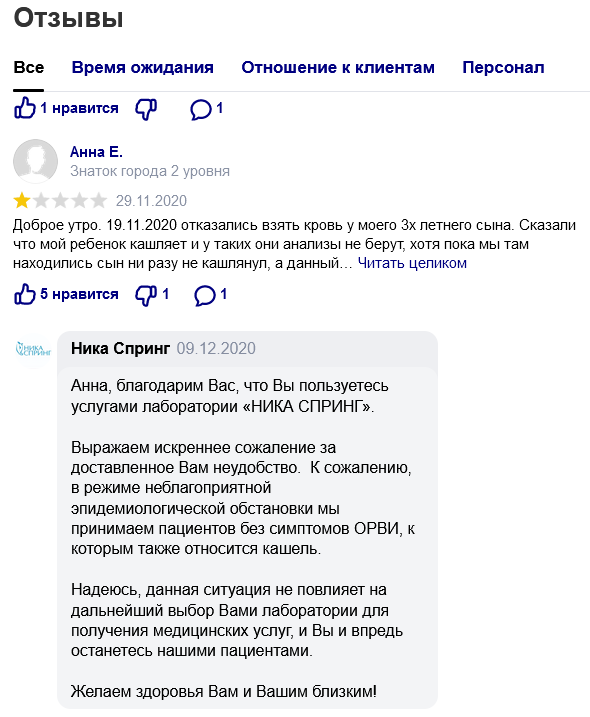 Отзывы
Все Время ожидания Отношение к клиентам Персонал
1 нравится 1
Анна Е.
Знаток города 2 уровня
29.11.2020
Доброе утро. 19.11.2020 отказались взять кровь у моего 3х летнего сына. Сказали
что мой ребенок кашляет и у таких они анализы не берут, хотя пока мы там
находились сын ни разу не кашлянул, а данный… Читать целиком
5 нравится 1 1
НИКА СПРИНГ
Ника Спринг 09.12.2020
Анна, благодарим Вас, что Вы пользуетесь
услугами лаборатории «НИКА СПРИНГ».
Выражаем искреннее сожаление за
доставленное Вам неудобство. К сожалению,
в режиме неблагоприятной
эпидемиологической обстановки мы
принимаем пациентов без симптомов ОРВИ, к
которым также относится кашель.
Надеюсь, данная ситуация не повлияет на
дальнейший выбор Вами лаборатории для
получения медицинских услуг, и Вы и впредь
останетесь нашими пациентами.
Желаем здоровья Вам и Вашим близким!